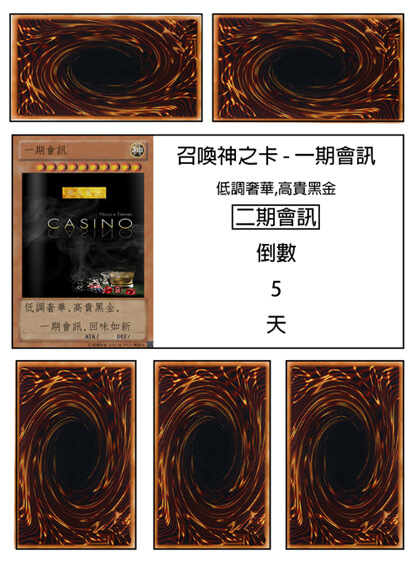 一期會訊
神
CASINO
低調奢華,高貴黑金,
一期會訊,回味如新
ATK/ DEF/
召喚神之卡 - 一期會訊
低調奢華,高貴黑金
二期會訊
倒數
5
天